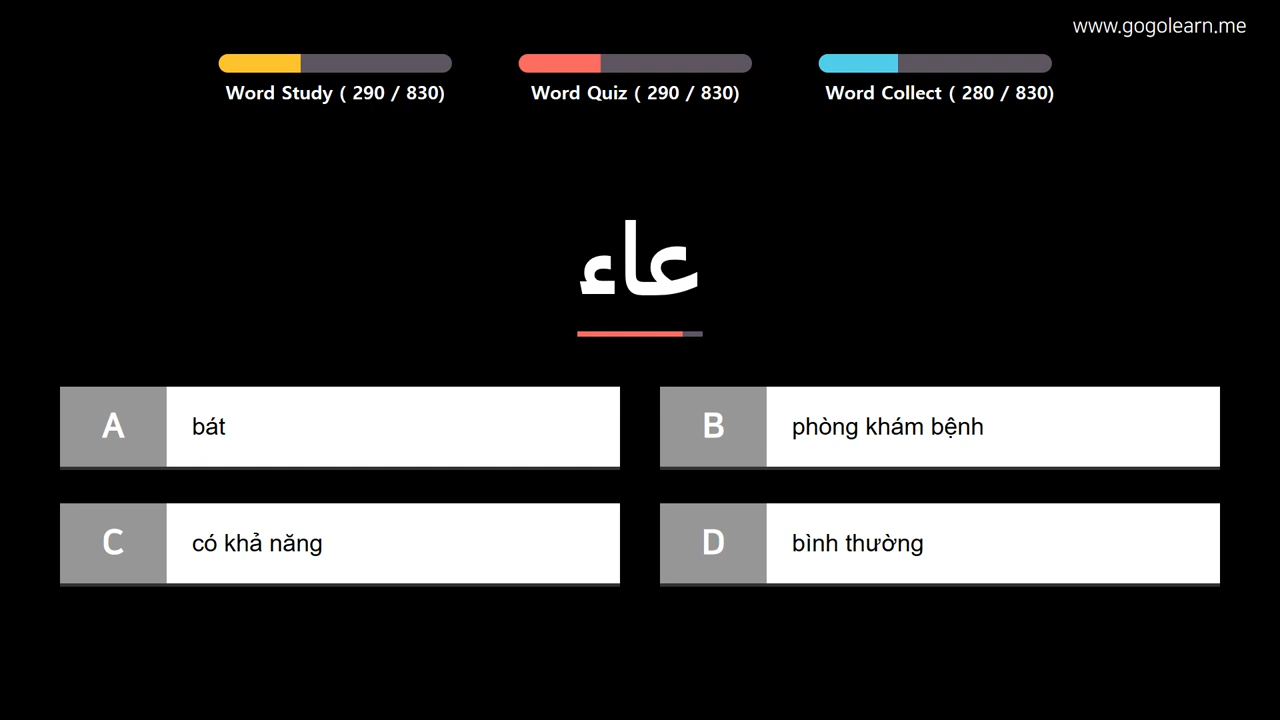 www.gogolearn.me
Word Study ( 290 / 830)
Word Quiz ( 290 / 830)
Word Collect ( 280 / 830)
عاء
A
bát
B
phòng khám bệnh
C
có khả năng
D
bình thường